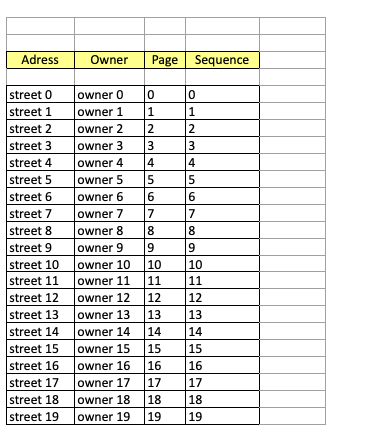 Adress Owner Page Sequence
street 0 owner 0 0 0
street 1 owner 1 1 1
street 2 owner 2 2 2
street 3 owner 3 3 3
street 4 owner 4 4 4
street 5 owner 5 5 5
street 6 owner 6 6 6
street 7 owner 7 7 7
street 8 owner 8 8 8
street 9 owner 9 9 9
street 10 owner 10 10 10
street 11 owner 11 11 11
street 12 owner 12 12 12
street 13 owner 13 13 13
street 14 owner 14 14 14
street 15 owner 15 15 15
street 16 owner 16 16 16
street 17 owner 17 17 17
street 18 owner 18 18 18
street 19 owner 19 19 19